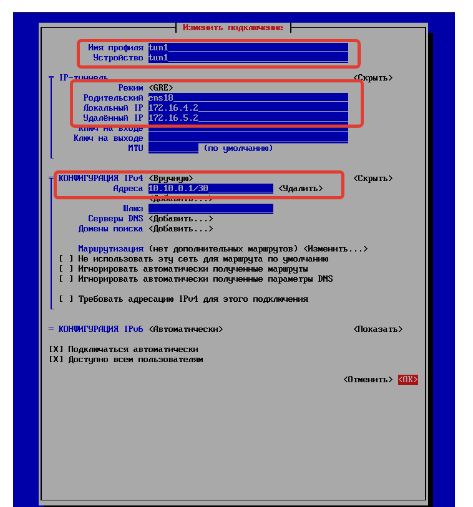 Изменить подключение
Имя профиля tun1
Устройство tun1
IP-туннель <Скрыть>
Режим <GRE>
Родительский ens18
Локальный IP 172.16.4.2
Удалённый IP 172.16.5.2
Ключ на входе
Ключ на выходе
MTU (по умолчанию)
КОНФИГУРАЦИЯ IPv4 <Вручную> <Скрыть>
Адреса 10.10.0.1/30 <Удалить>
<Добавить...>
Шлюз
Серверы DNS <Добавить...>
Домены поиска <Добавить...>
Маршрутизация (нет дополнительных маршрутов) <Изменить...>
[ ] Не использовать эту сеть для маршрута по умолчанию
[ ] Игнорировать автоматически полученные маршруты
[ ] Игнорировать автоматически полученные параметры DNS
[ ] Требовать адресацию IPv4 для этого подключения
= КОНФИГУРАЦИЯ IPv6 <Автоматически> <Показать>
[X] Подключаться автоматически
[X] Доступно всем пользователям
<Отменить> <OK>